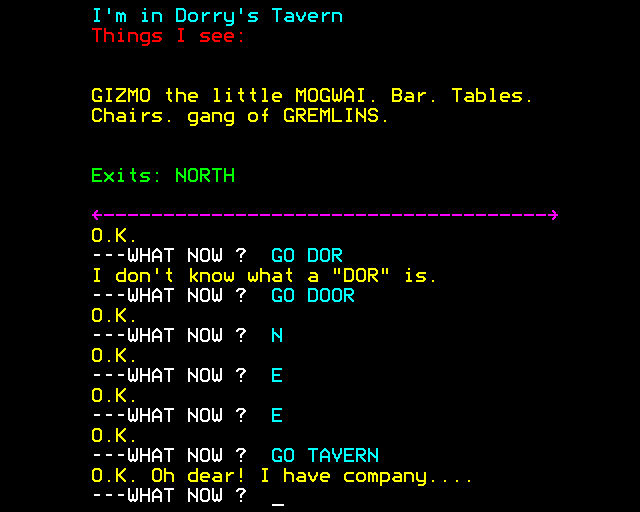 I'm in Dorry's Tavern
Things I see:
GIZMO the little MOGWAI. Bar. Tables.
Chairs. gang of GREMLINS.
Exits: NORTH
O.K.
---WHAT NOW ? GO DOR
I don't know what a "DOR" is.
---WHAT NOW ? GO DOOR
O.K.
---WHAT NOW ? N
O.K.
---WHAT NOW ? E
O.K.
---WHAT NOW ? E
O.K.
---WHAT NOW ? GO TAVERN
O.K. Oh dear! I have company....
---WHAT NOW ? _